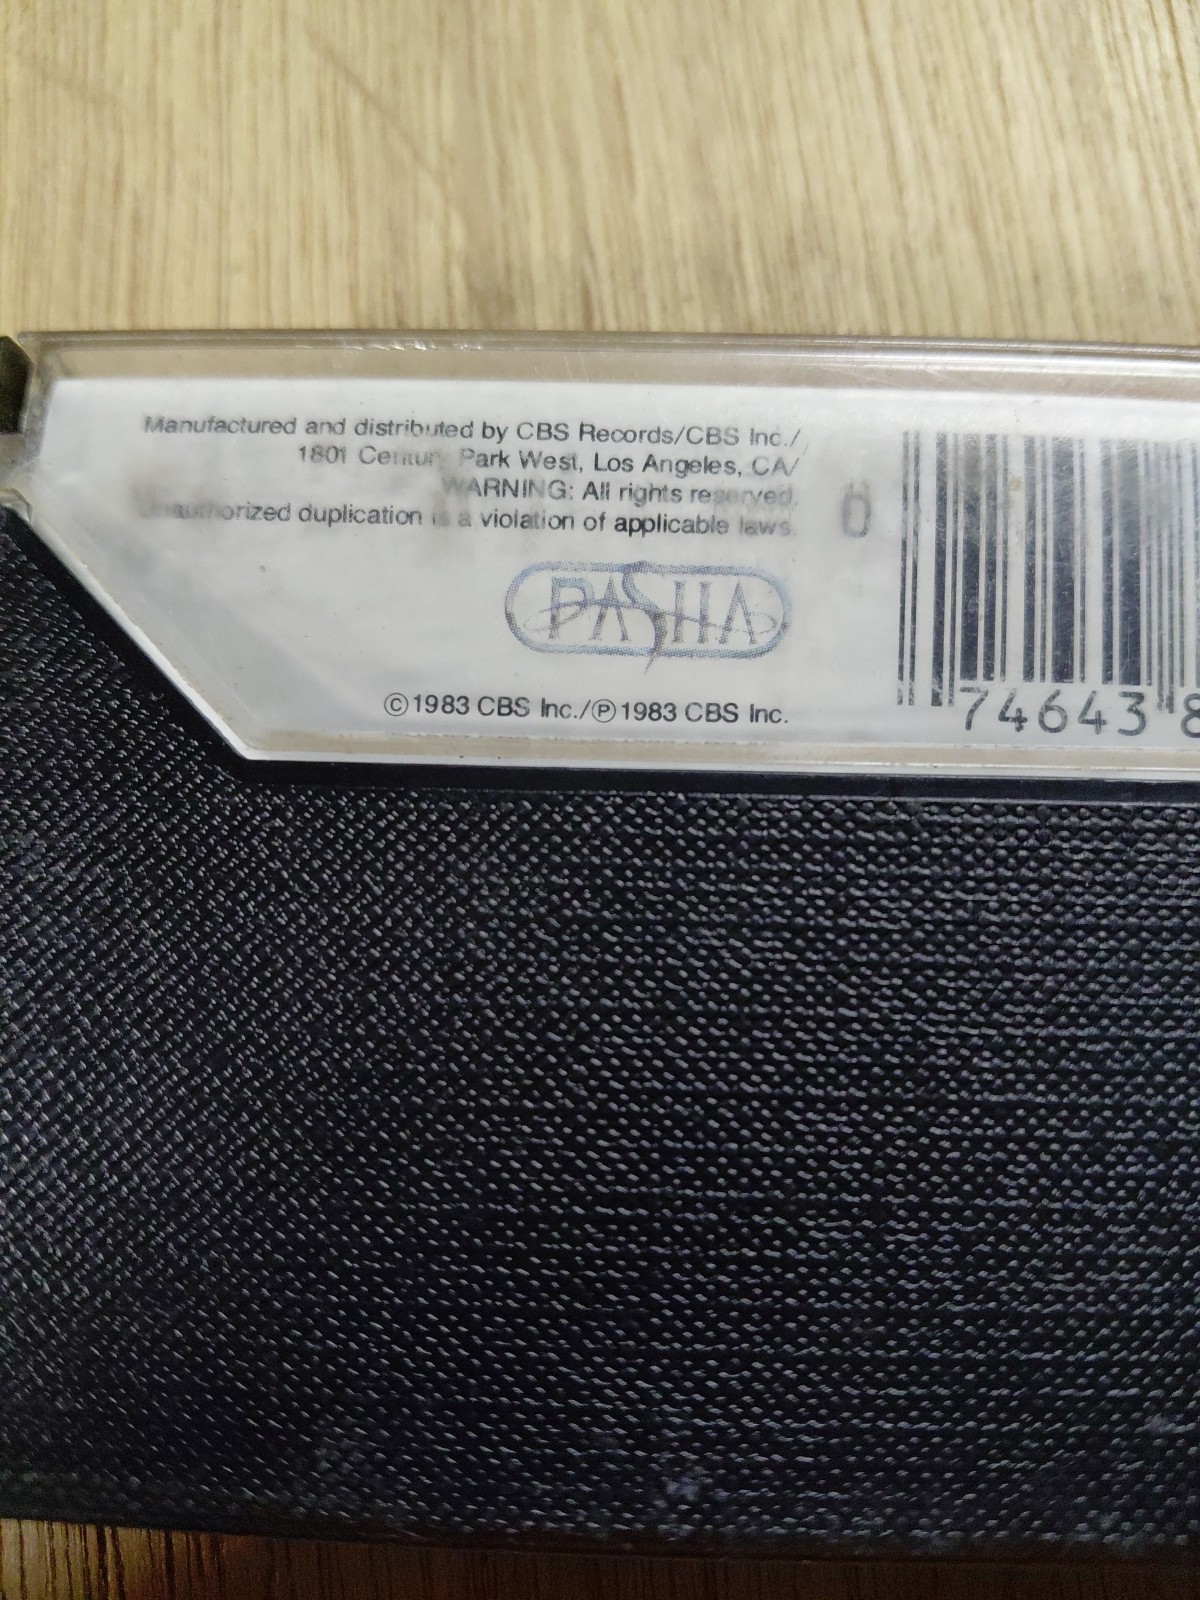 Manufactured and distributed by CBS Records/CBS Inc./
1801 Century Park West, Los Angeles, CA/
WARNING: All rights reserved.
Unauthorized duplication is a violation of applicable laws.
0
PASHA
©1983 CBS Inc./℗1983 CBS Inc.
74643 8